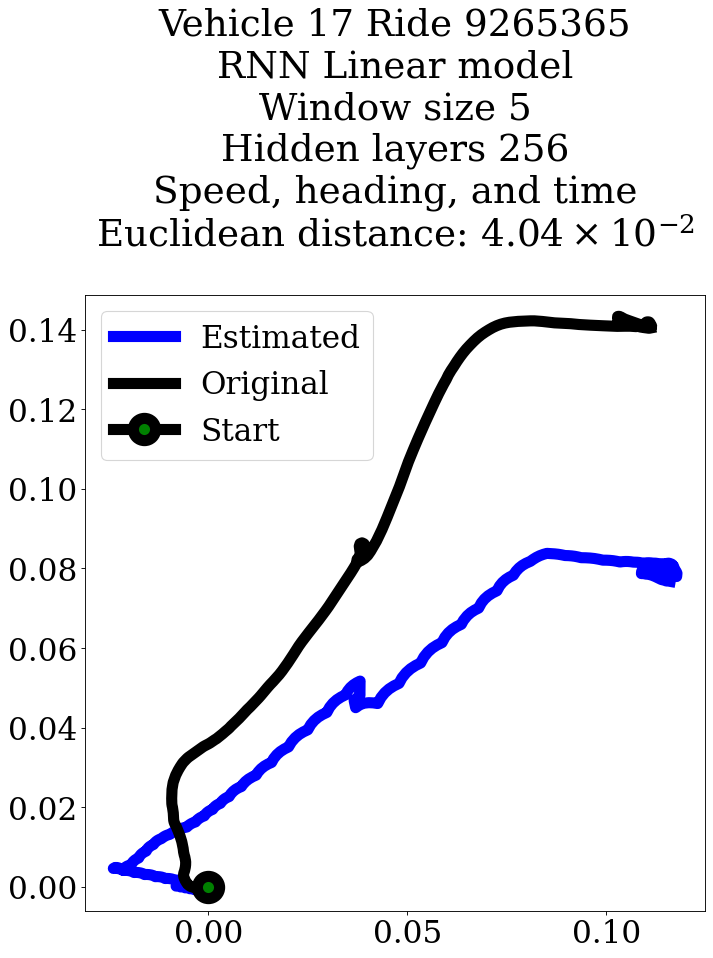 Vehicle 17 Ride 9265365
RNN Linear model
Window size 5
Hidden layers 256
Speed, heading, and time
Euclidean distance: 4.04 × 10⁻²
Estimated
Original
Start
0.14
0.12
0.10
0.08
0.06
0.04
0.02
0.00
0.00 0.05 0.10